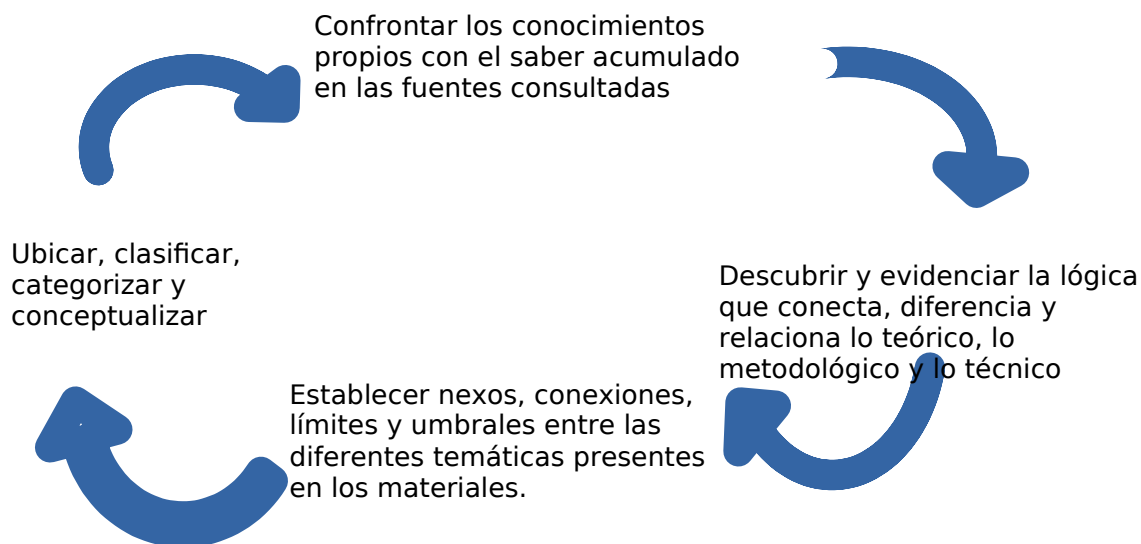 Confrontar los conocimientos
propios con el saber acumulado
en las fuentes consultadas
Ubicar, clasificar,
categorizar y
conceptualizar
Descubrir y evidenciar la lógica
que conecta, diferencia y
relaciona lo teórico, lo
metodológico y lo técnico
Establecer nexos, conexiones,
límites y umbrales entre las
diferentes temáticas presentes
en los materiales.